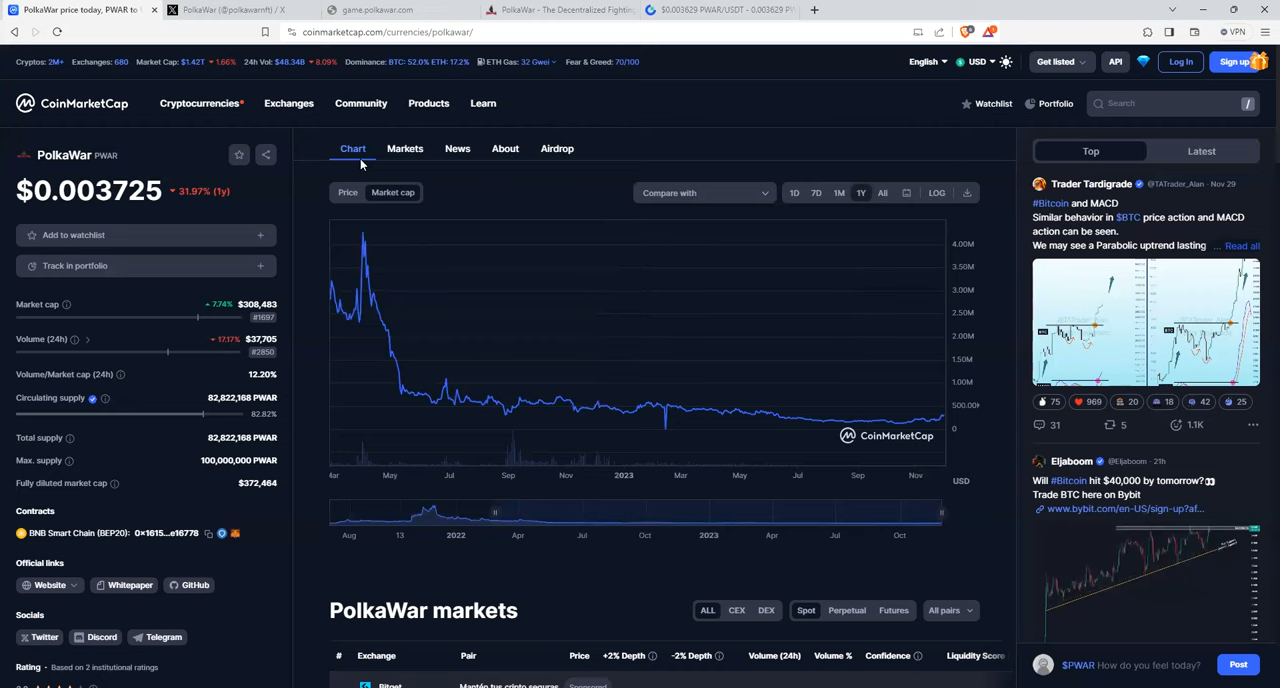 PolkaWar price today, PWAR to
PolkaWar (@polkawarnft) / X
game.polkawar.com
PolkaWar - The Decentralized Fighting
$0.003629 PWAR/USDT - 0.003629 WP
coinmarketcap.com/currencies/polkawar/
VPN
Cryptos: 2M+ Exchanges: 680 Market Cap: $1.42T 1.66% 24h Vol: $48.34B 8.09% Dominance: BTC: 52.0% ETH: 17.2% ETH Gas: 32 Gwei Fear & Greed: 70/100
English USD Get listed API Log In Sign up
CoinMarketCap Cryptocurrencies Exchanges Community Products Learn Watchlist Portfolio Search /
PolkaWar PWAR
$0.003725 31.97% (1y)
Add to watchlist +
Track in portfolio +
Market cap 7.74% $308,483
#1697
Volume (24h) 17.17% $37,705
#2850
Volume/Market cap (24h) 12.20%
Circulating supply 82,822,168 PWAR
82.82%
Total supply 82,822,168 PWAR
Max. supply 100,000,000 PWAR
Fully diluted market cap $372,464
Contracts
BNB Smart Chain (BEP20): 0x1615...e16778
Official links
Website Whitepaper GitHub
Socials
Twitter Discord Telegram
Rating · Based on 2 institutional ratings
Chart Markets News About Airdrop
Price Market cap Compare with 1D 7D 1M 1Y All LOG
4.00M
3.50M
3.00M
2.50M
2.00M
1.50M
1.00M
500.00K
0
CoinMarketCap
Mar May Jul Sep Nov 2023 Mar May Jul Sep Nov
USD
Aug 13 2022 Apr Jul Oct 2023 Apr Jul Oct
PolkaWar markets ALL CEX DEX Spot Perpetual Futures All pairs
# Exchange Pair Price +2% Depth -2% Depth Volume (24h) Volume % Confidence Liquidity Score
Bitget Mantén tus cripto seguras Sponsored
Top Latest
Trader Tardigrade @TATrader_Alan · Nov 29
#Bitcoin and MACD
Similar behavior in $BTC price action and MACD
action can be seen.
We may see a Parabolic uptrend lasting ... Read all
75 969 20 18 42 25
31 5 1.1K
Eljaboom @Eljaboom · 21h
Will #Bitcoin hit $40,000 by tomorrow?
Trade BTC here on Bybit
www.bybit.com/en-US/sign-up?af...
$PWAR How do you feel today? Post